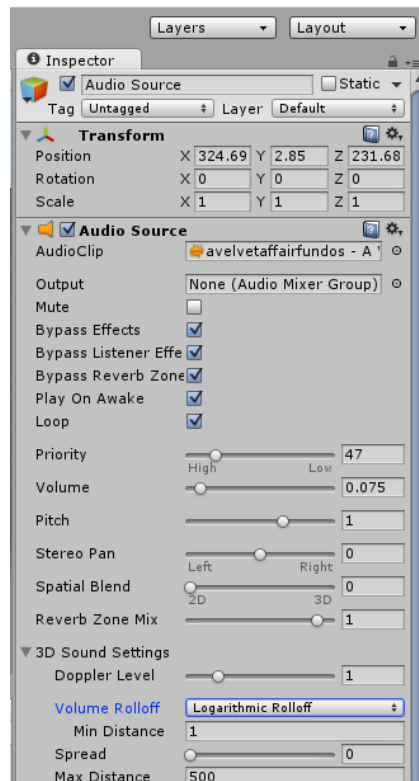 Layers Layout
Inspector
Audio Source Static
Tag Untagged Layer Default
Transform
Position X 324.69 Y 2.85 Z 231.68
Rotation X 0 Y 0 Z 0
Scale X 1 Y 1 Z 1
Audio Source
AudioClip avelvetaffairfundos - A
Output None (Audio Mixer Group)
Mute
Bypass Effects
Bypass Listener Effe
Bypass Reverb Zone
Play On Awake
Loop
Priority 47
High Low
Volume 0.075
Pitch 1
Stereo Pan 0
Left Right
Spatial Blend 0
2D 3D
Reverb Zone Mix 1
3D Sound Settings
Doppler Level 1
Volume Rolloff Logarithmic Rolloff
Min Distance 1
Spread 0
Max Distance 500